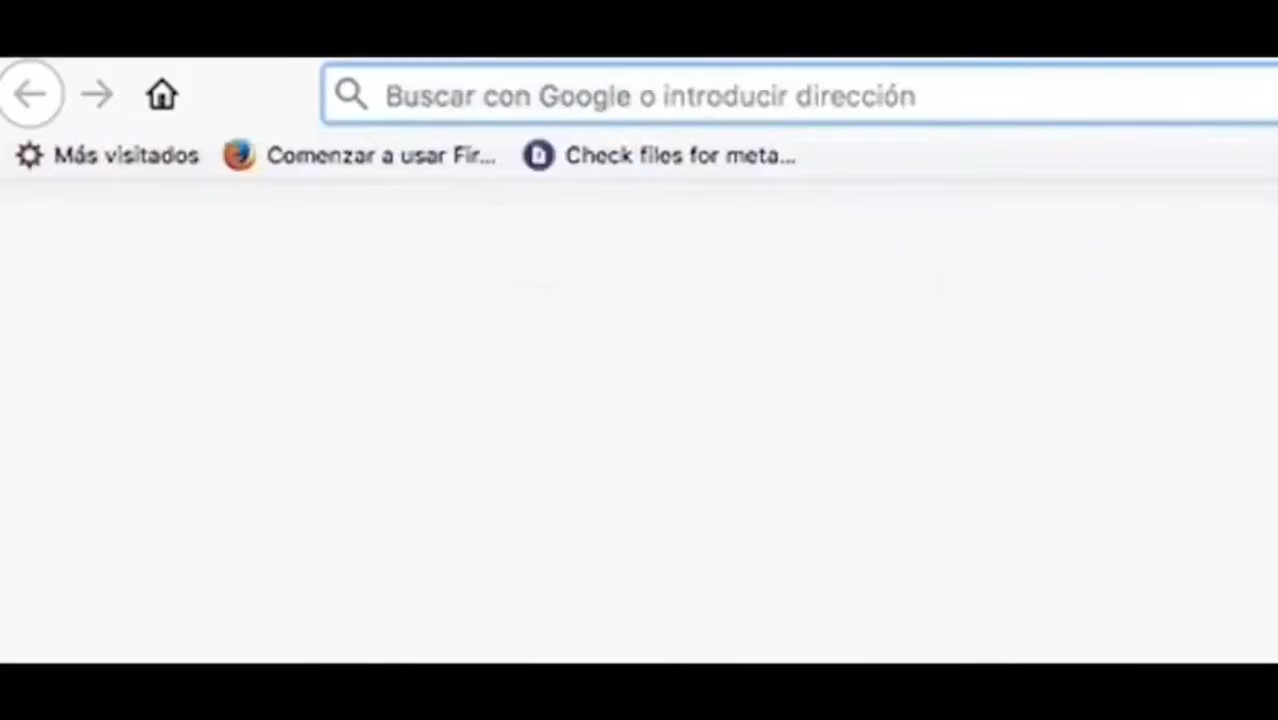 Buscar con Google o introducir dirección
Más visitados Comenzar a usar Fir... Check files for meta...